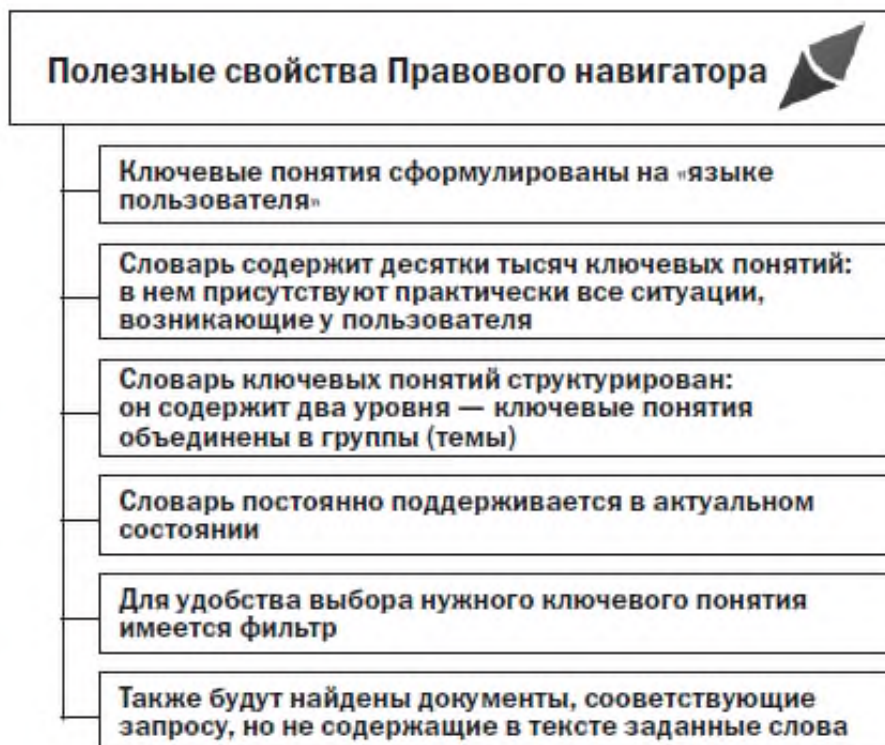 Полезные свойства Правового навигатора
Ключевые понятия сформулированы на «языке
пользователя»
Словарь содержит десятки тысяч ключевых понятий:
в нем присутствуют практически все ситуации,
возникающие у пользователя
Словарь ключевых понятий структурирован:
он содержит два уровня — ключевые понятия
объединены в группы (темы)
Словарь постоянно поддерживается в актуальном
состоянии
Для удобства выбора нужного ключевого понятия
имеется фильтр
Также будут найдены документы, сооветствующие
запросу, но не содержащие в тексте заданные слова